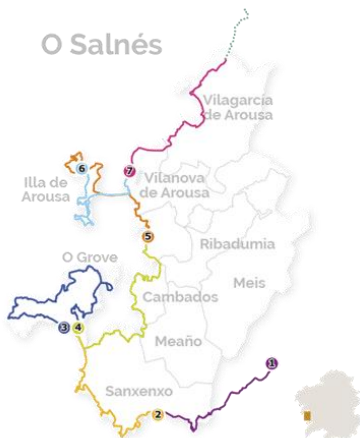 O Salnés
Vilagarcía
de Arousa
6
7
Illa de
Arousa
Vilanova
de Arousa
5
Ribadumia
O Grove
Meis
Cambados
3
4
Meaño
1
Sanxenxo
2